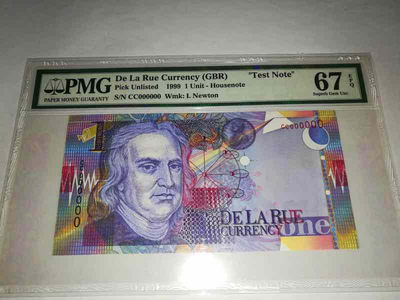 PMG
PAPER MONEY GUARANTY
De La Rue Currency (GBR) "Test Note"
Pick Unlisted 1999 1 Unit - Housenote
S/N CC000000 Wmk: I. Newton
67 EPQ
Superb Gem Unc
1
CC000000
CC000000
DE LA RUE
CURRENCY
one